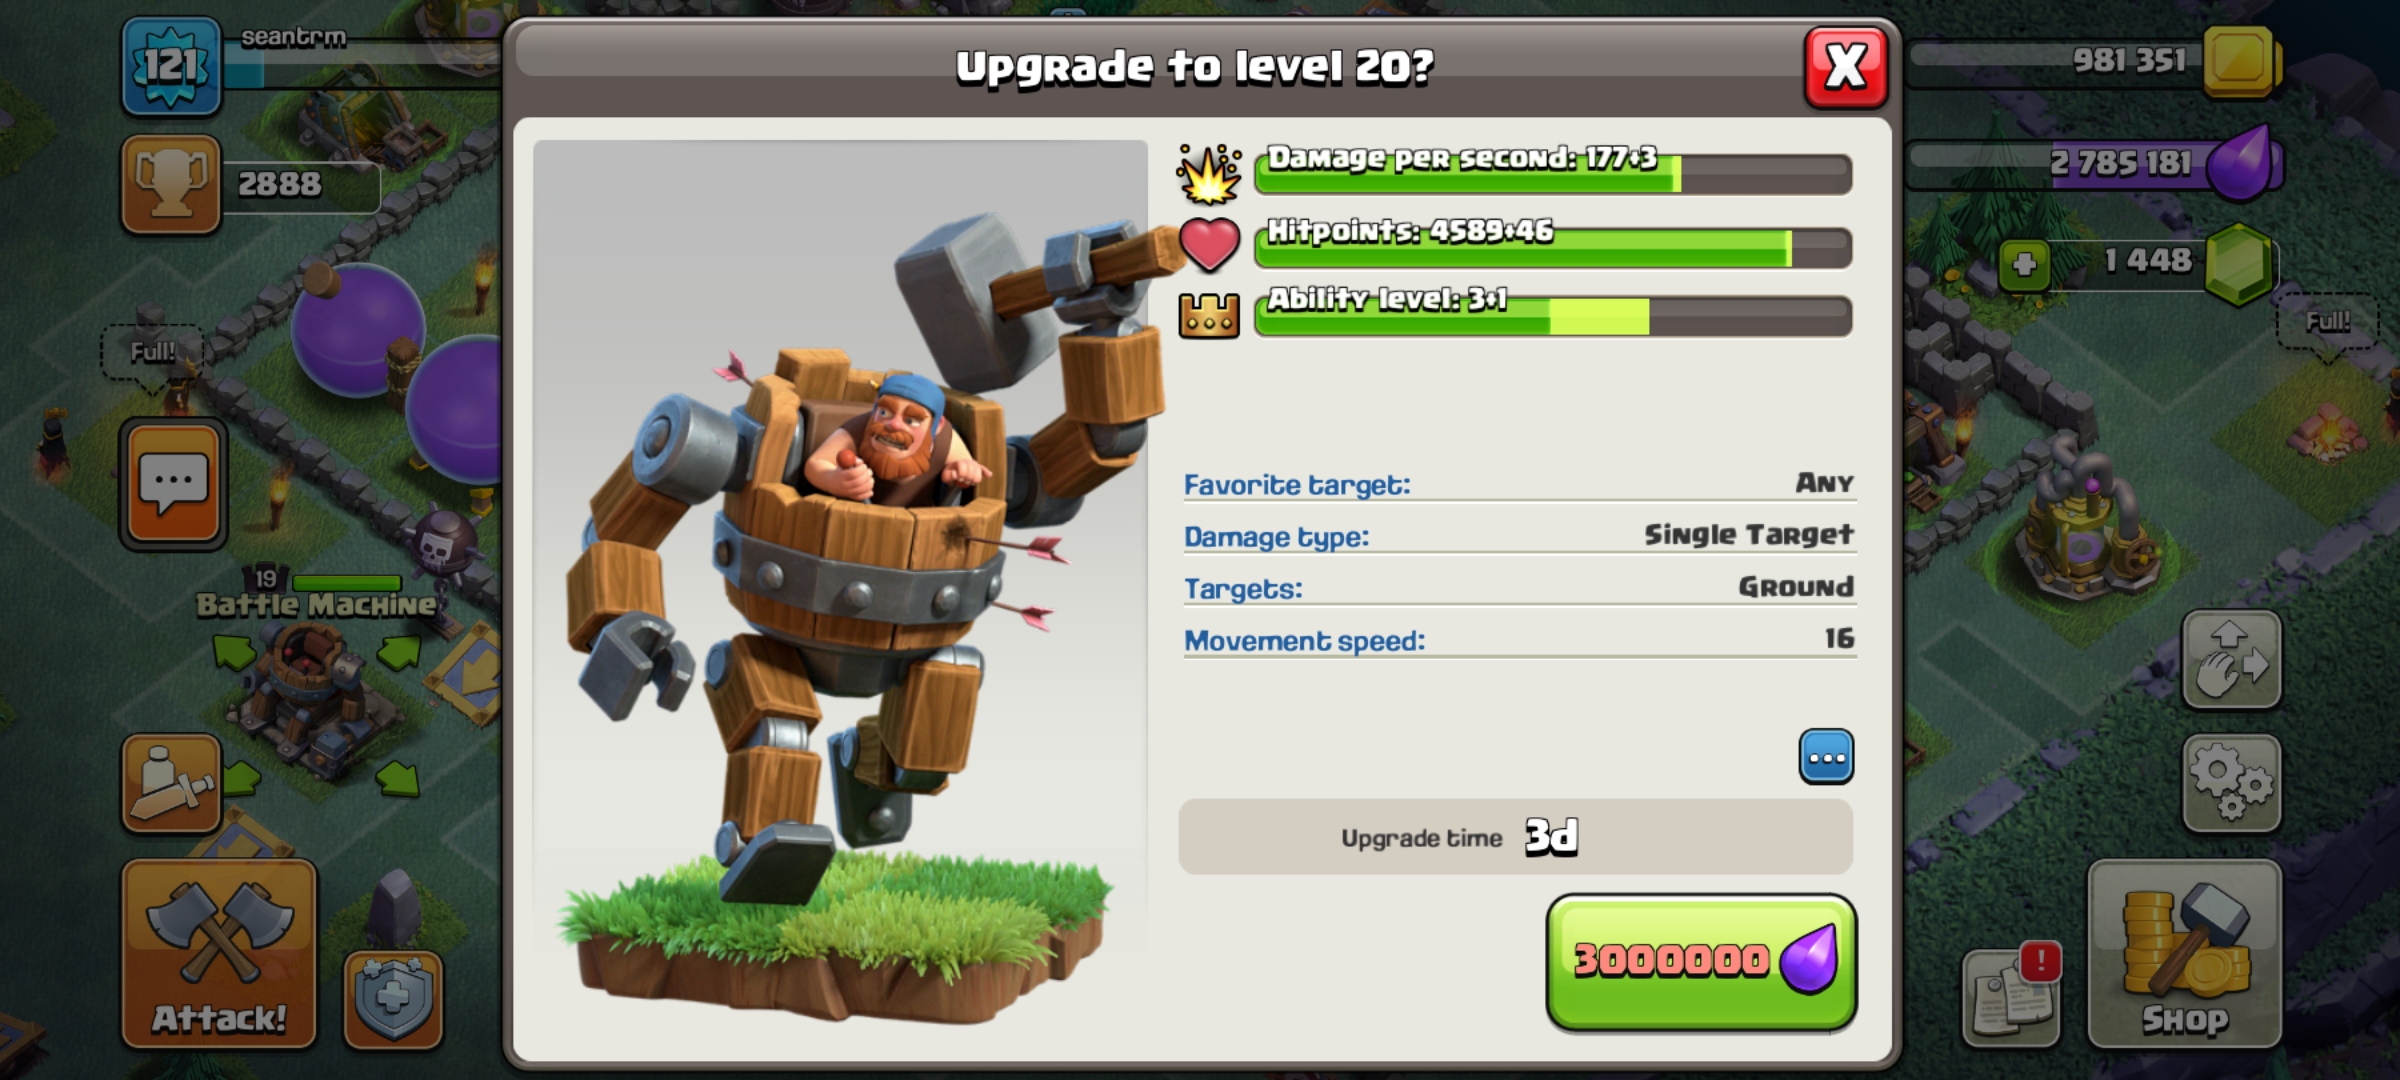 121
seantrm
Upgrade to level 20?
X
981 351
2888
2 785 181
1 448
Full!
Full!
Damage per second: 177+3
Hitpoints: 4589+46
Ability level: 3+1
Favorite target: Any
Damage type: Single Target
Targets: Ground
Movement speed: 16
19
Battle Machine
Upgrade time 3d
3000000
Attack!
!
Shop